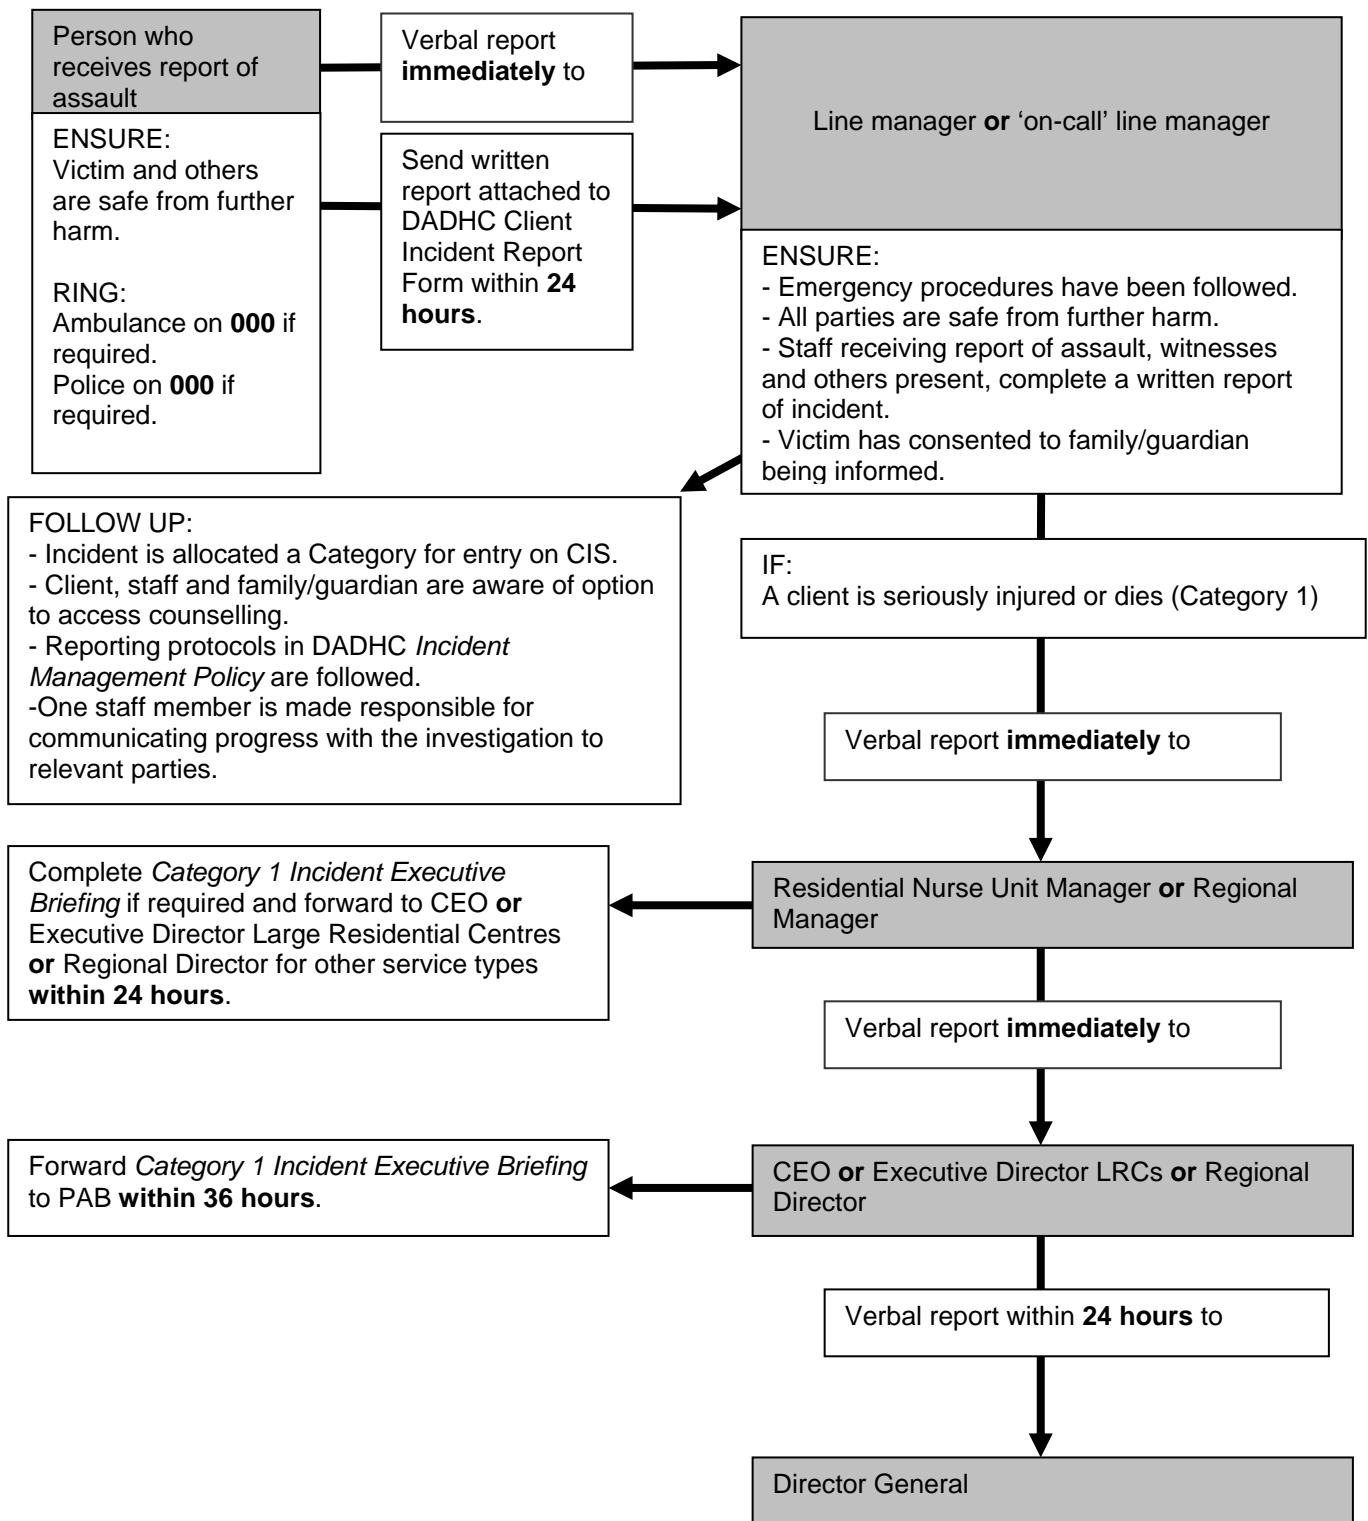 Person who
receives report of
assault
ENSURE:
Victim and others
are safe from further
harm.
RING:
Ambulance on 000 if
required.
Police on 000 if
required.
Verbal report
immediately to
Send written
report attached to
DADHC Client
Incident Report
Form within 24
hours.
Line manager or ‘on-call’ line manager
ENSURE:
- Emergency procedures have been followed.
- All parties are safe from further harm.
- Staff receiving report of assault, witnesses
and others present, complete a written report
of incident.
- Victim has consented to family/guardian
being informed.
FOLLOW UP:
- Incident is allocated a Category for entry on CIS.
- Client, staff and family/guardian are aware of option
to access counselling.
- Reporting protocols in DADHC Incident
Management Policy are followed.
-One staff member is made responsible for
communicating progress with the investigation to
relevant parties.
IF:
A client is seriously injured or dies (Category 1)
Verbal report immediately to
Residential Nurse Unit Manager or Regional
Manager
Complete Category 1 Incident Executive
Briefing if required and forward to CEO or
Executive Director Large Residential Centres
or Regional Director for other service types
within 24 hours.
Verbal report immediately to
CEO or Executive Director LRCs or Regional
Director
Forward Category 1 Incident Executive Briefing
to PAB within 36 hours.
Verbal report within 24 hours to
Director General